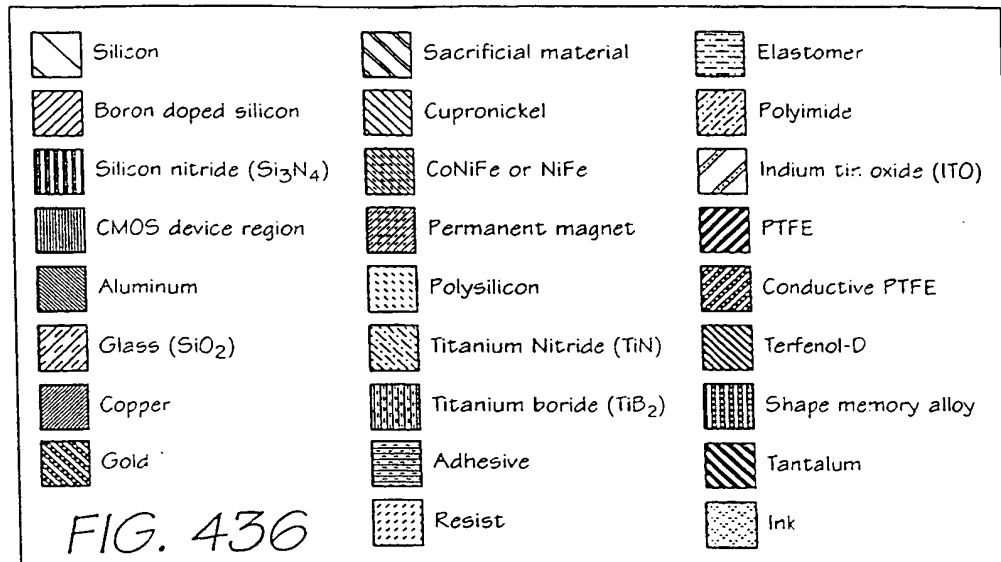 Silicon
Boron doped silicon
Silicon nitride (Si₃N₄)
CMOS device region
Aluminum
Glass (SiO₂)
Copper
Gold
FIG. 436
Sacrificial material
Cupronickel
CoNiFe or NiFe
Permanent magnet
Polysilicon
Titanium Nitride (TiN)
Titanium boride (TiB₂)
Adhesive
Resist
Elastomer
Polyimide
Indium tin oxide (ITO)
PTFE
Conductive PTFE
Terfenol-D
Shape memory alloy
Tantalum
Ink